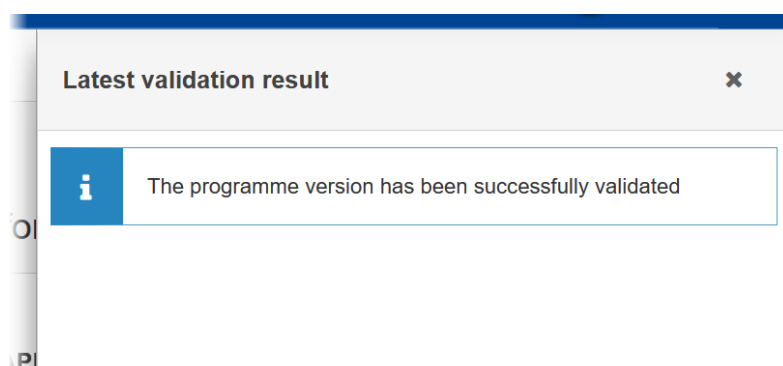 Latest validation result
The programme version has been successfully validated